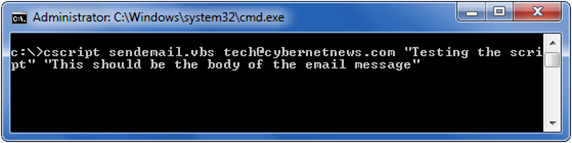 Administrator: C:\Windows\system32\cmd.exe
c:\>cscript sendemail.vbs tech@cybernetnews.com "Testing the scri
pt" "This should be the body of the email message"